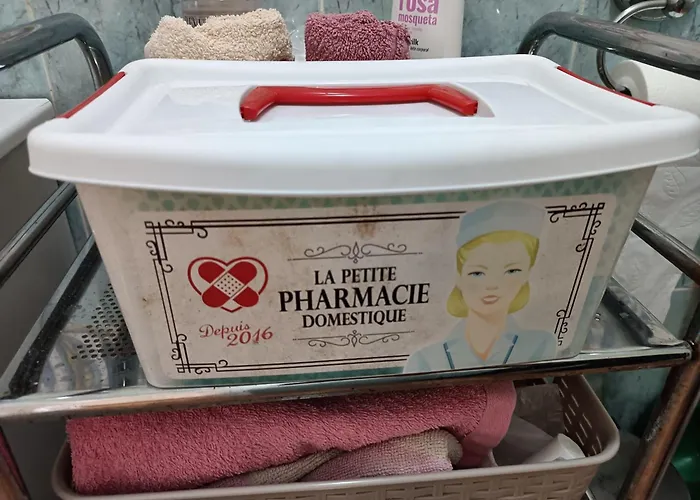 rosa
mosqueta
LA PETITE
PHARMACIE
DOMESTIQUE
Depuis
2016